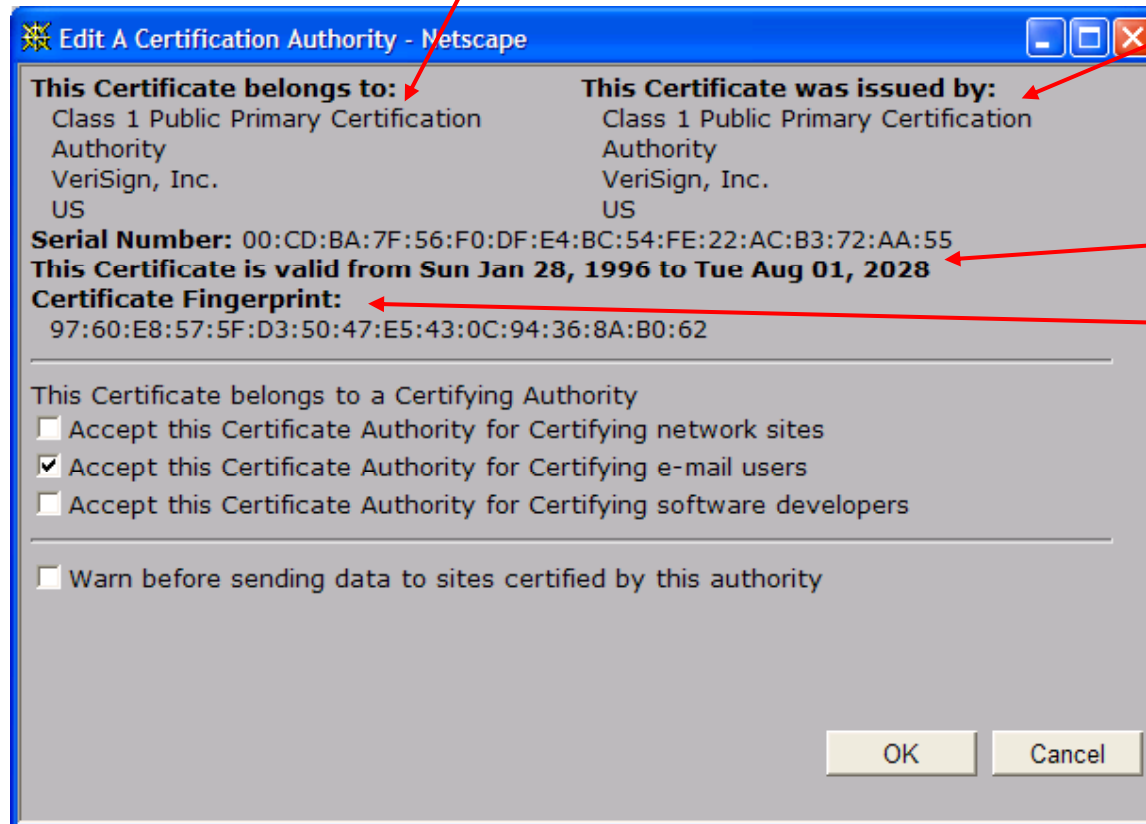 Edit A Certification Authority - Netscape
This Certificate belongs to:
Class 1 Public Primary Certification
Authority
VeriSign, Inc.
US
This Certificate was issued by:
Class 1 Public Primary Certification
Authority
VeriSign, Inc.
US
Serial Number: 00:CD:BA:7F:56:F0:DF:E4:BC:54:FE:22:AC:B3:72:AA:55
This Certificate is valid from Sun Jan 28, 1996 to Tue Aug 01, 2028
Certificate Fingerprint:
97:60:E8:57:5F:D3:50:47:E5:43:0C:94:36:8A:B0:62
This Certificate belongs to a Certifying Authority
Accept this Certificate Authority for Certifying network sites
Accept this Certificate Authority for Certifying e-mail users
Accept this Certificate Authority for Certifying software developers
Warn before sending data to sites certified by this authority
OK
Cancel